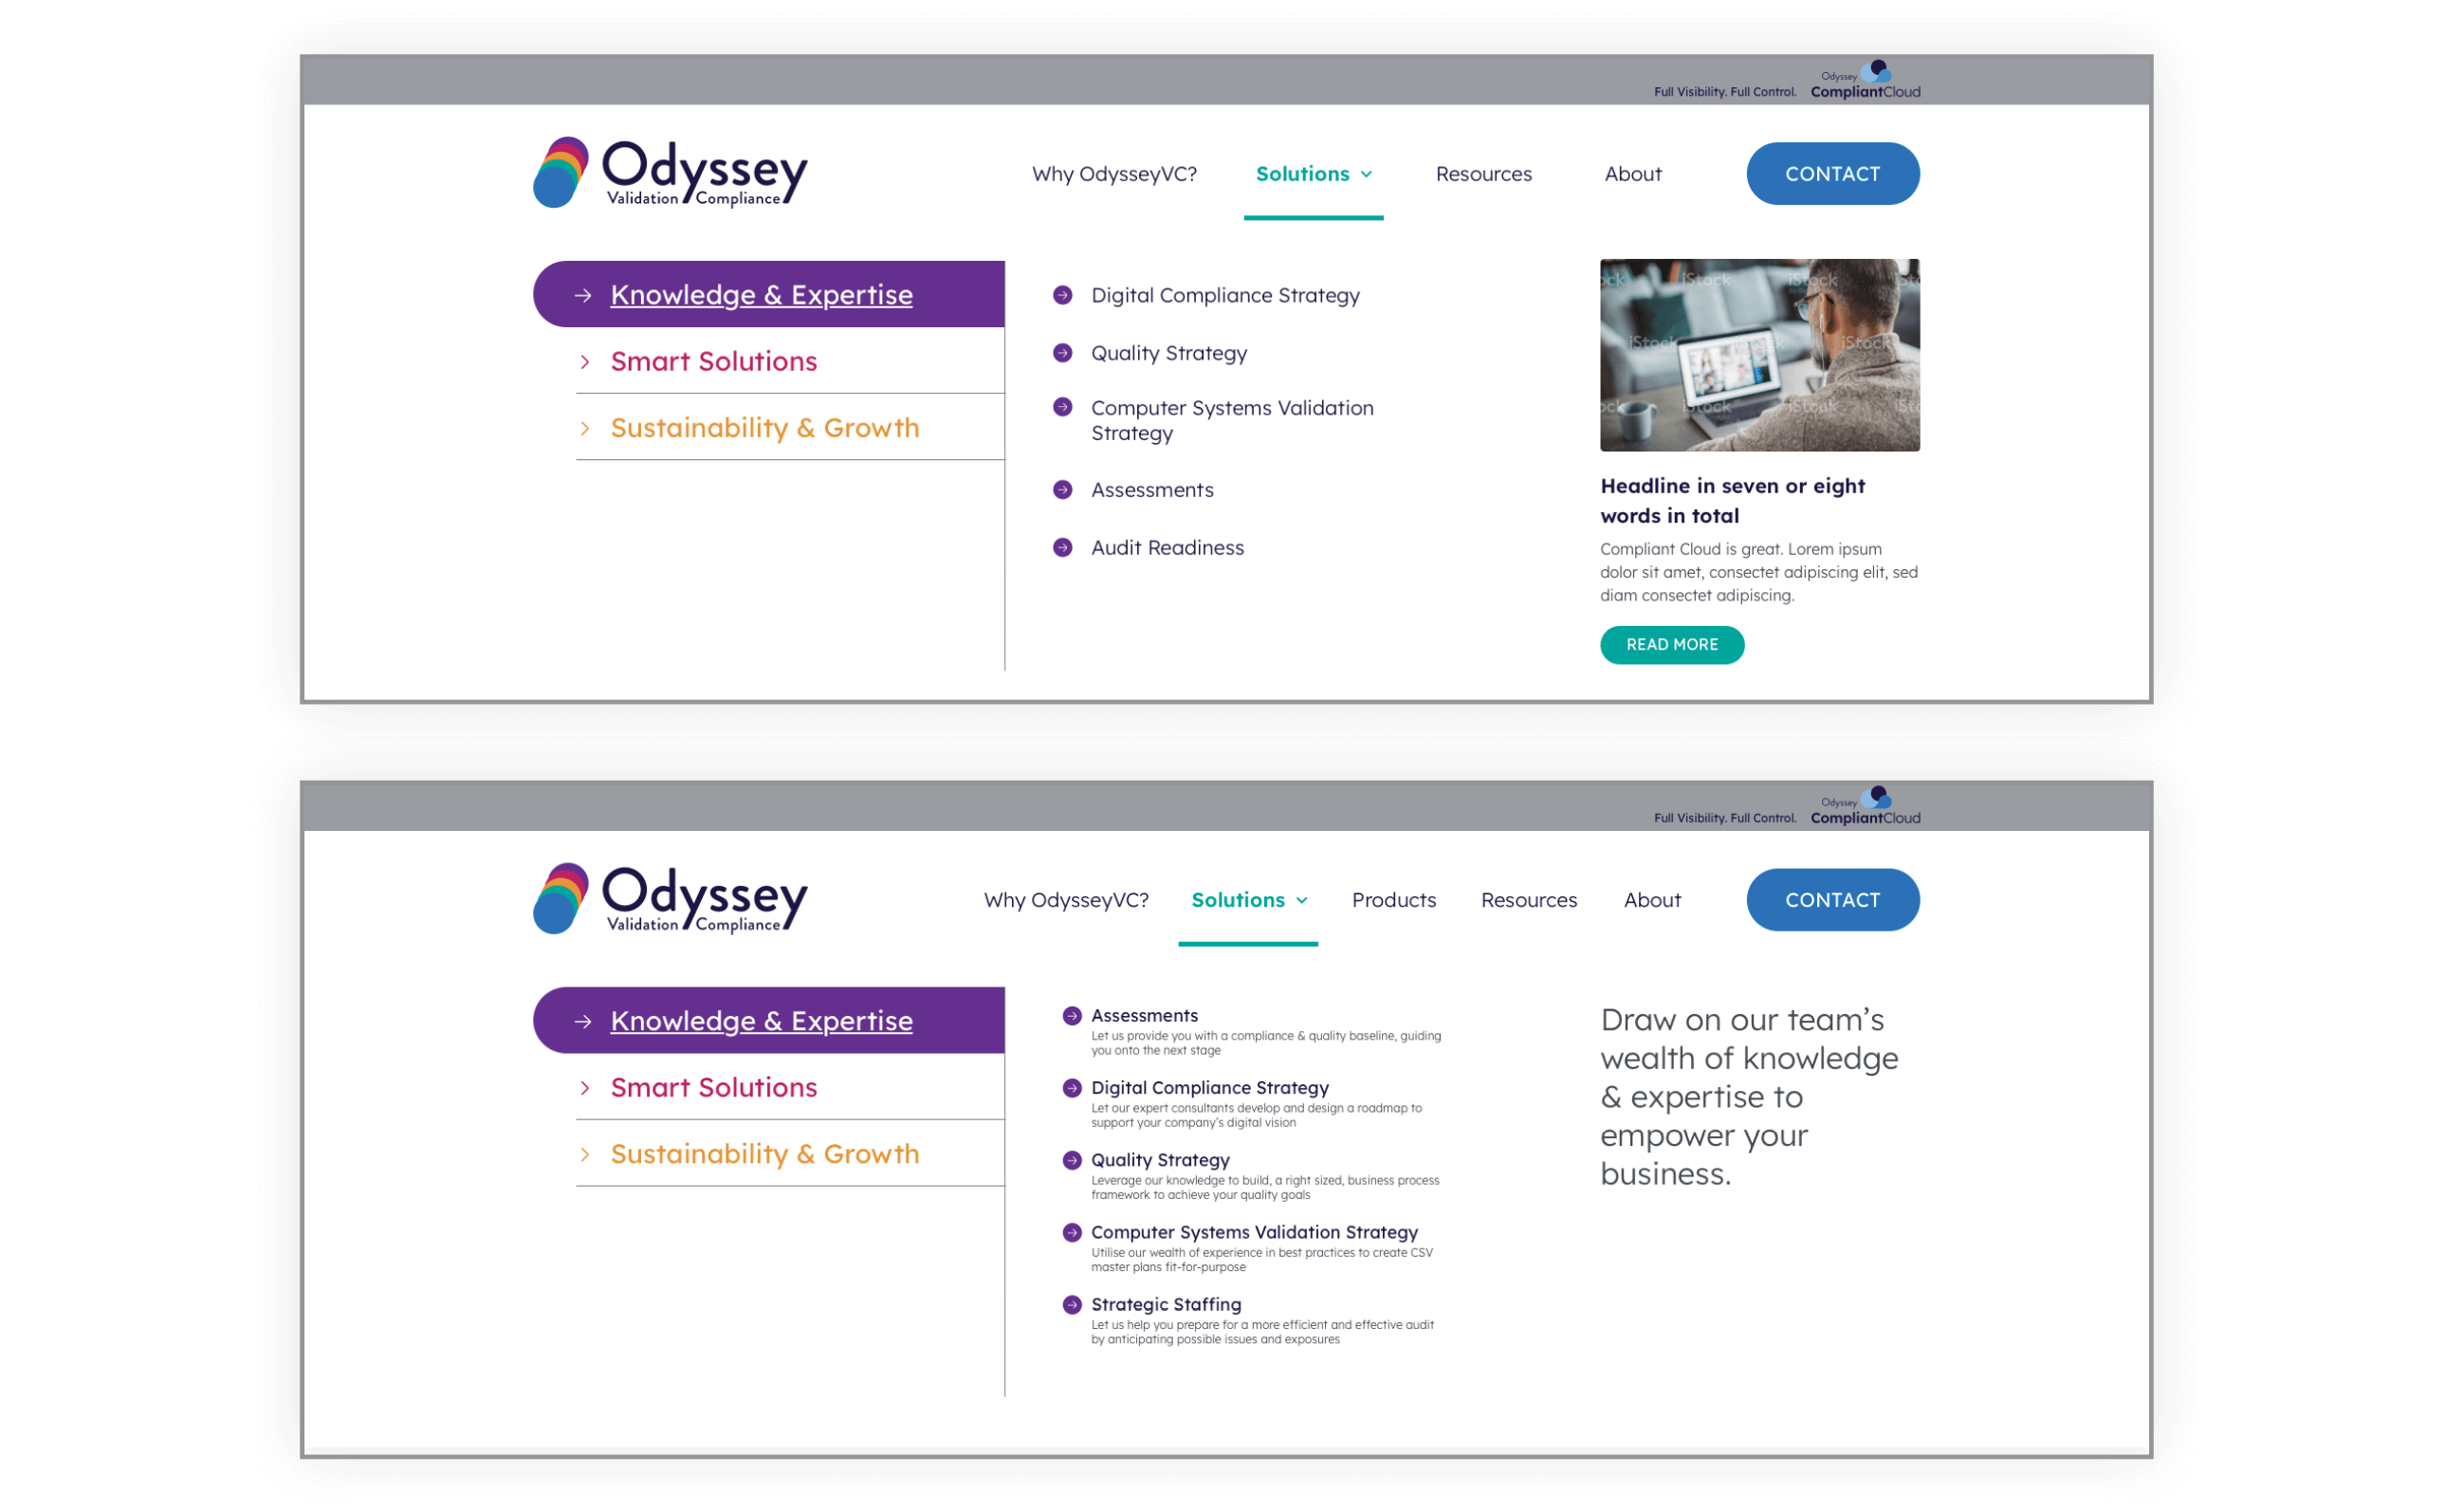 Full Visibility. Full Control.
Odyssey
CompliantCloud
Odyssey
Validation Compliance
Why OdysseyVC?
Solutions
Resources
About
CONTACT
Knowledge & Expertise
Smart Solutions
Sustainability & Growth
Digital Compliance Strategy
Quality Strategy
Computer Systems Validation
Strategy
Assessments
Audit Readiness
iStock
iStock
iStock
iStock
iStock
iStock
Headline in seven or eight
words in total
Compliant Cloud is great. Lorem ipsum
dolor sit amet, consectet adipiscing elit, sed
diam consectet adipiscing.
READ MORE
Full Visibility. Full Control.
Odyssey
CompliantCloud
Odyssey
Validation Compliance
Why OdysseyVC?
Solutions
Products
Resources
About
CONTACT
Knowledge & Expertise
Smart Solutions
Sustainability & Growth
Assessments
Let us provide you with a compliance & quality baseline, guiding
you onto the next stage
Digital Compliance Strategy
Let our expert consultants develop and design a roadmap to
support your company's digital vision
Quality Strategy
Leverage our knowledge to build, a right sized, business process
framework to achieve your quality goals
Computer Systems Validation Strategy
Utilise our wealth of experience in best practices to create CSV
master plans fit-for-purpose
Strategic Staffing
Let us help you prepare for a more efficient and effective audit
by anticipating possible issues and exposures
Draw on our team’s
wealth of knowledge
& expertise to
empower your
business.